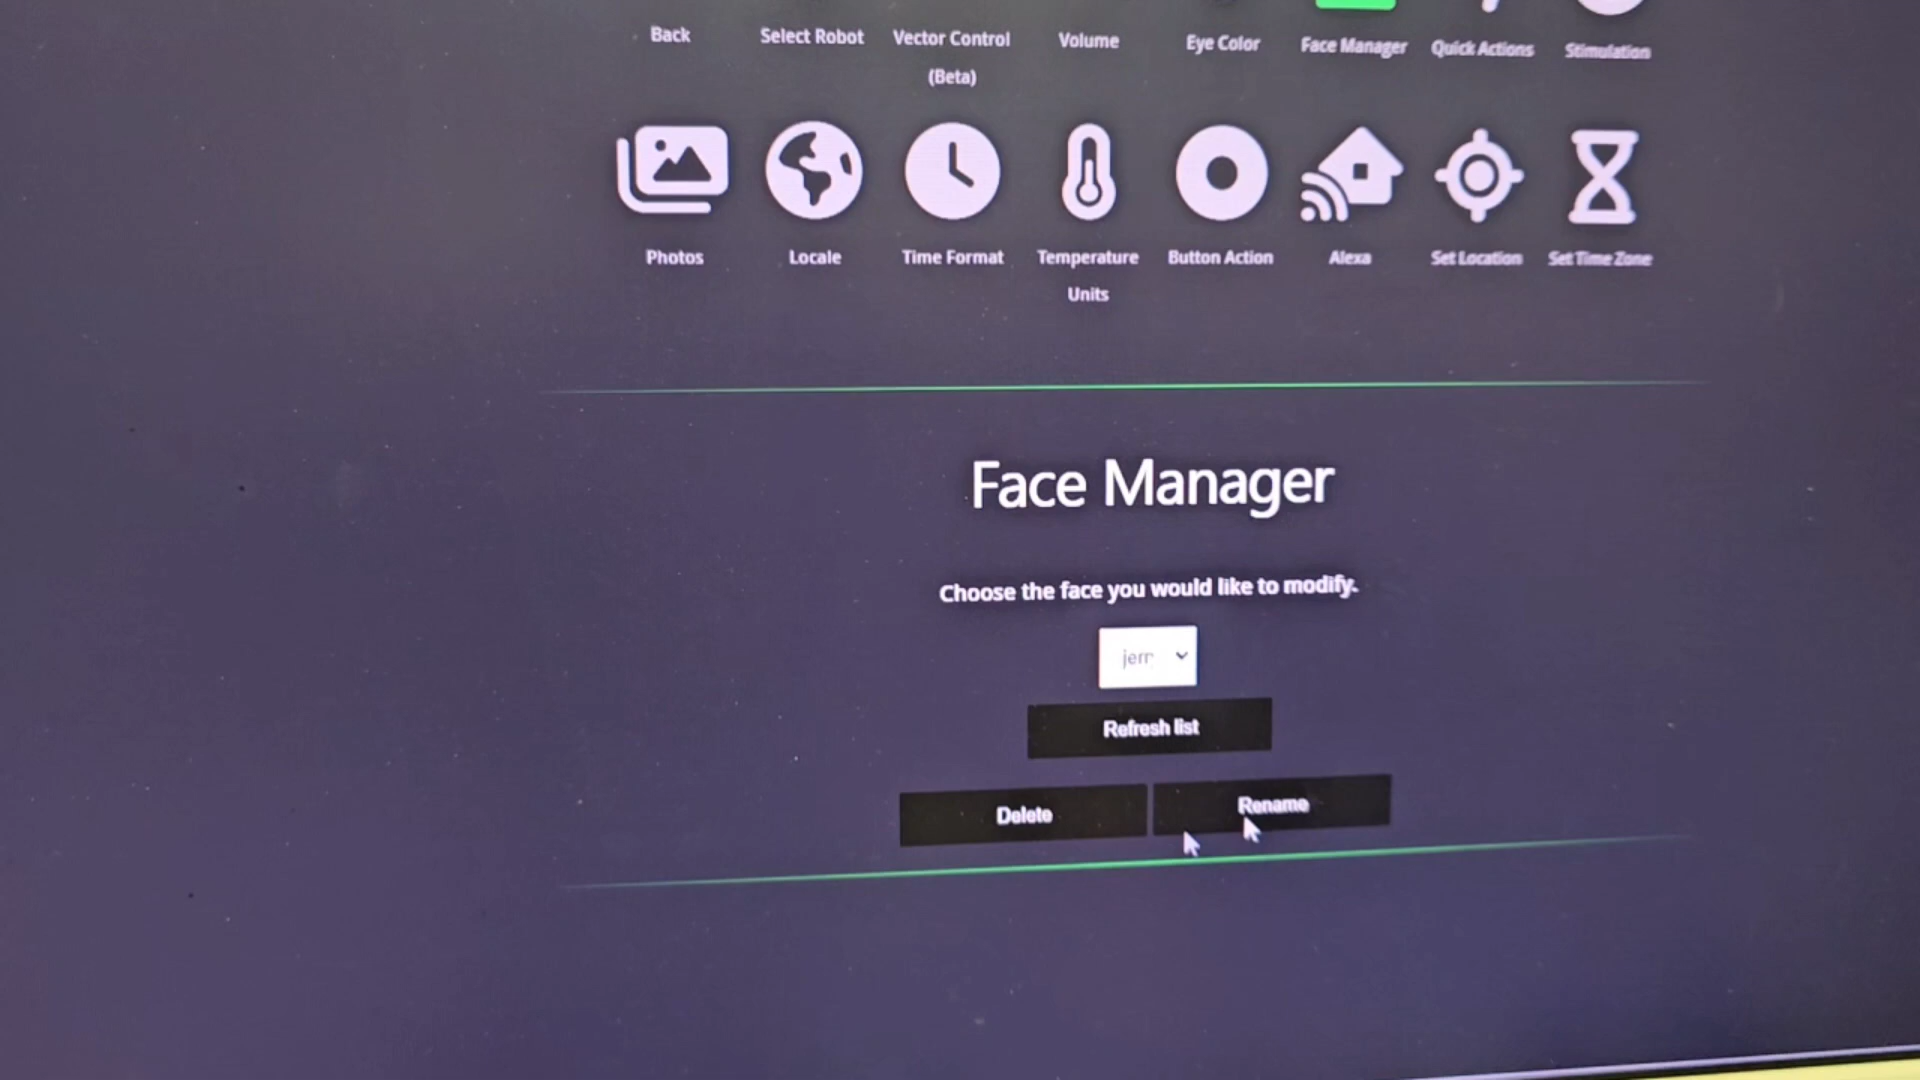 Back Select Robot Vector Control Volume Eye Color Face Manager Quick Actions Stimulation
(Beta)
Photos Locale Time Format Temperature Button Action Alexa Set Location Set Time Zone
Units
Face Manager
Choose the face you would like to modify.
Refresh list
Delete Rename